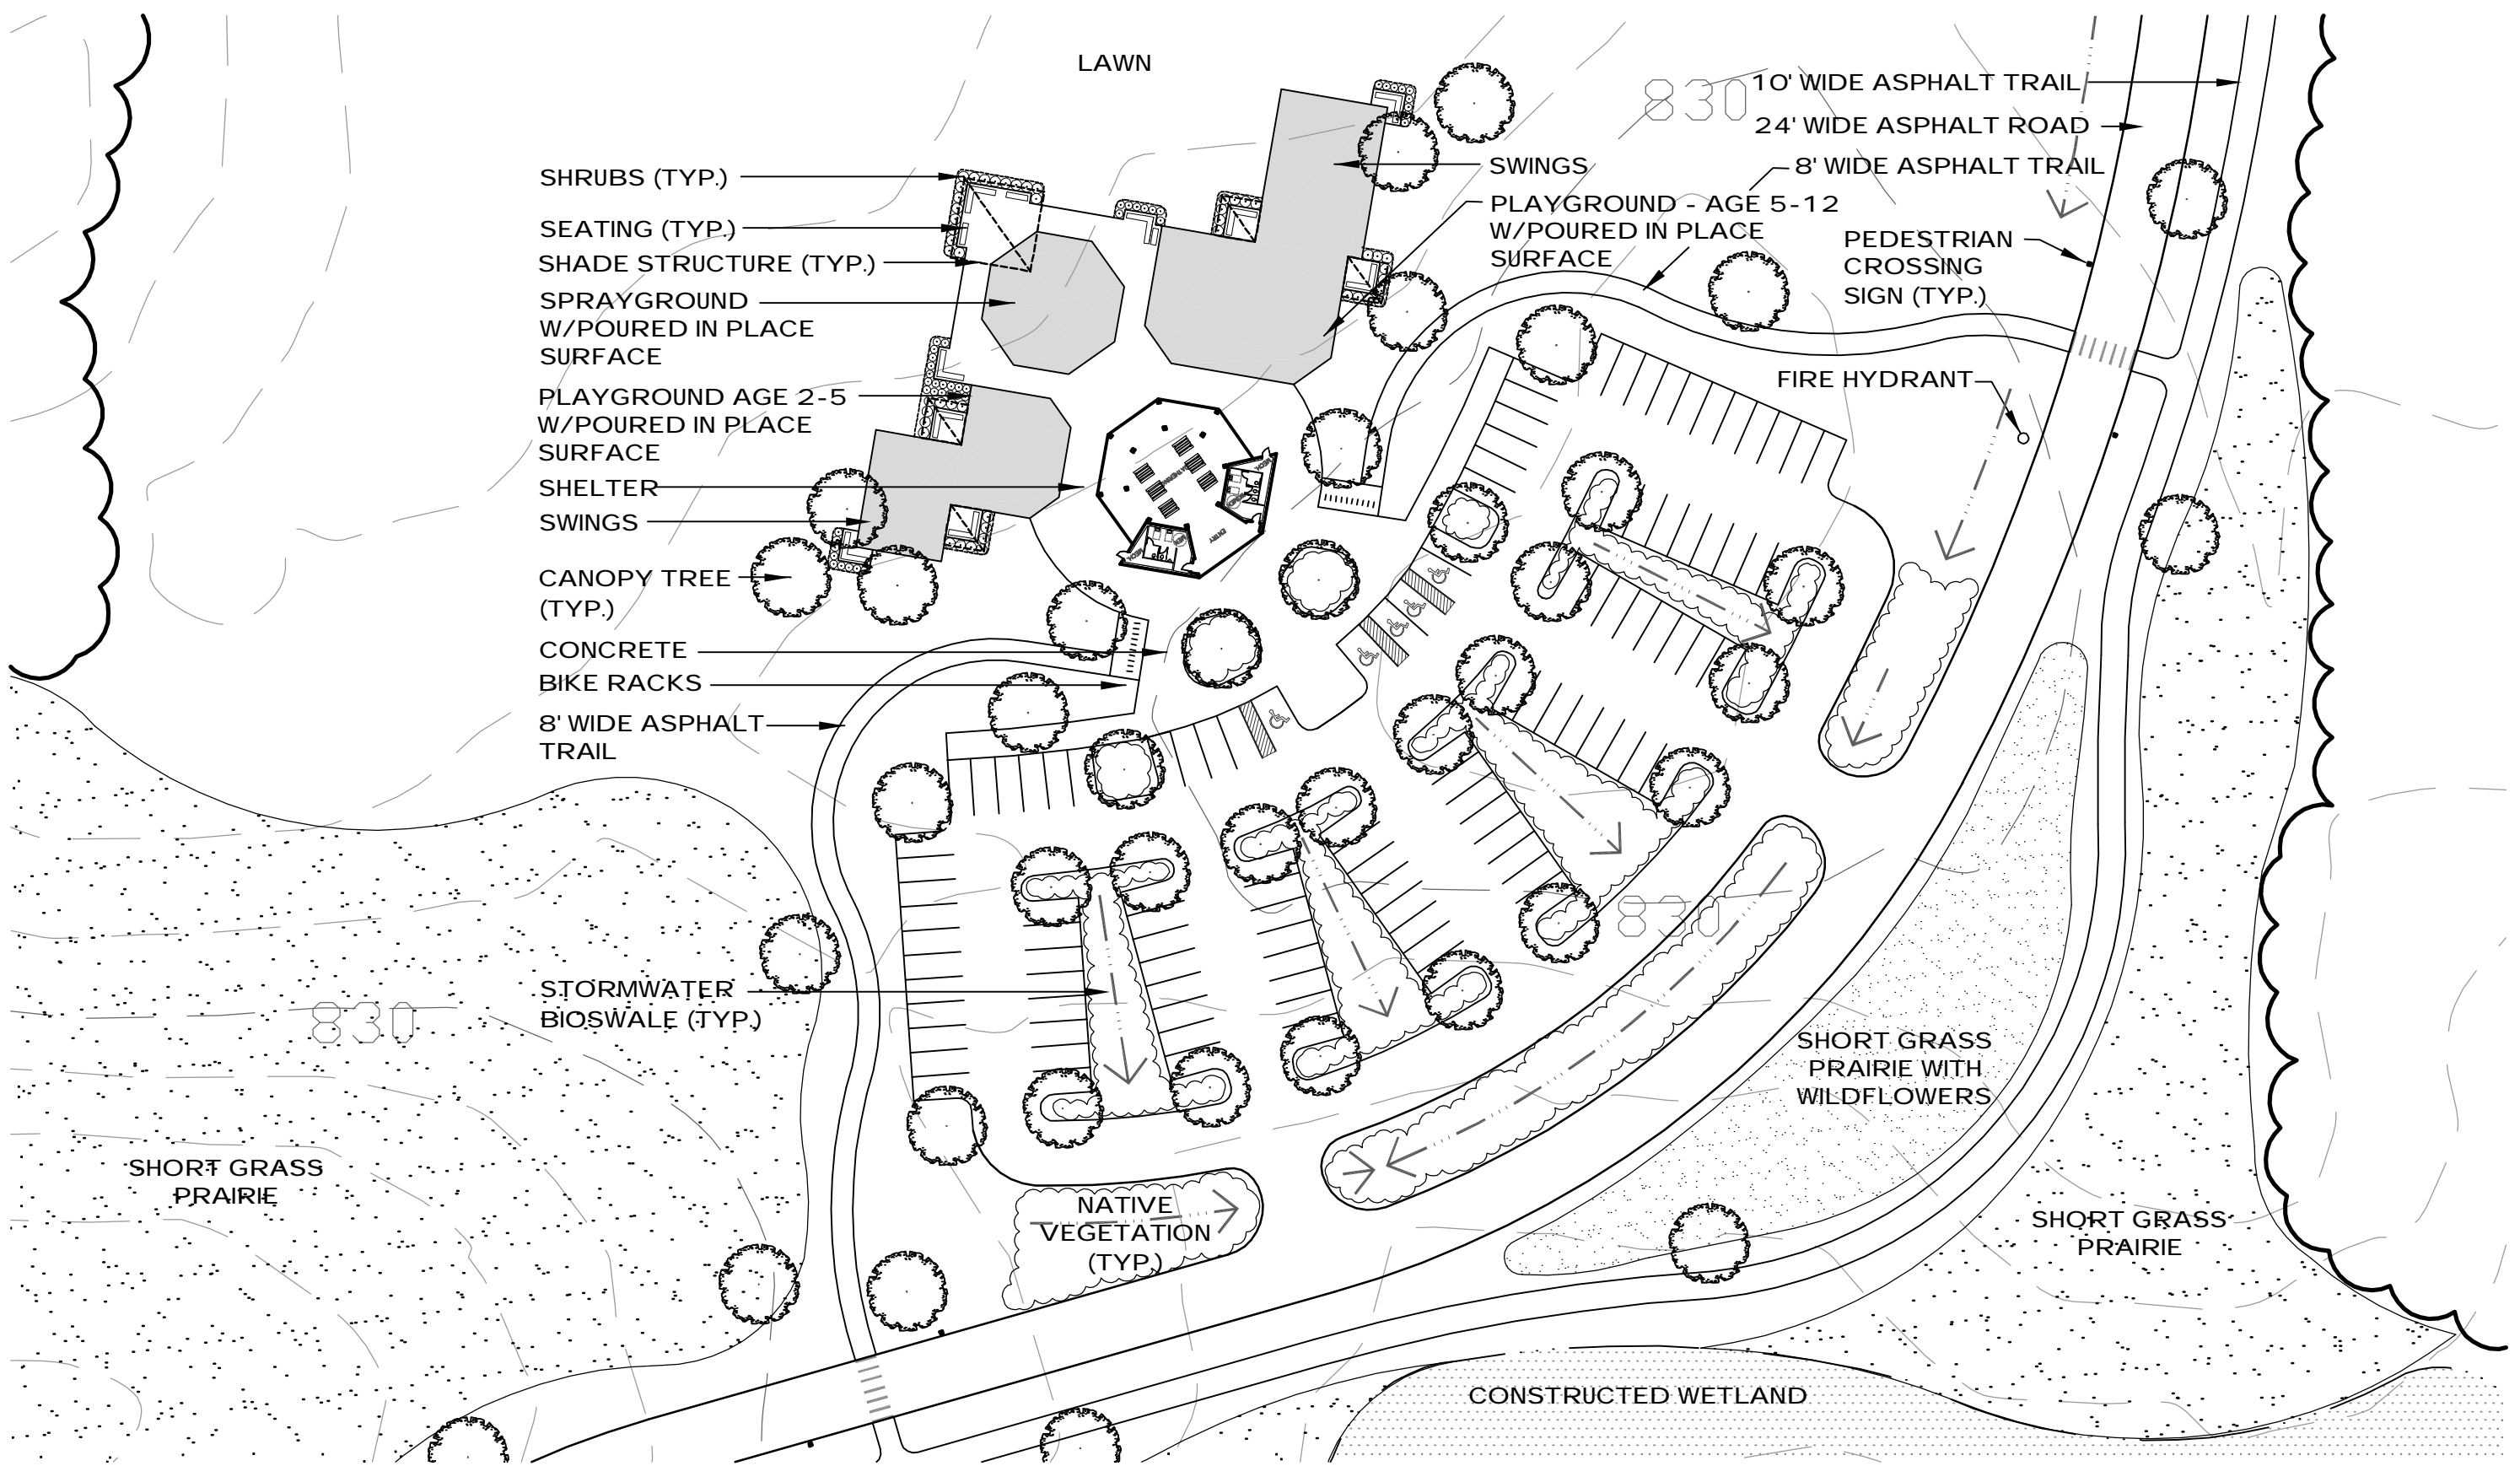 LAWN
830
10' WIDE ASPHALT TRAIL
24' WIDE ASPHALT ROAD
SWINGS
8' WIDE ASPHALT TRAIL
PLAYGROUND - AGE 5-12
W/POURED IN PLACE
SURFACE
PEDESTRIAN
CROSSING
SIGN (TYP.)
FIRE HYDRANT
SHRUBS (TYP.)
SEATING (TYP.)
SHADE STRUCTURE (TYP.)
SPRAYGROUND
W/POURED IN PLACE
SURFACE
PLAYGROUND AGE 2-5
W/POURED IN PLACE
SURFACE
SHELTER
SWINGS
CANOPY TREE
(TYP.)
CONCRETE
BIKE RACKS
8' WIDE ASPHALT
TRAIL
STORMWATER
BIOSWALE (TYP.)
830
830
SHORT GRASS
PRAIRIE
NATIVE
VEGETATION
(TYP.)
SHORT GRASS
PRAIRIE WITH
WILDFLOWERS
SHORT GRASS
PRAIRIE
CONSTRUCTED WETLAND